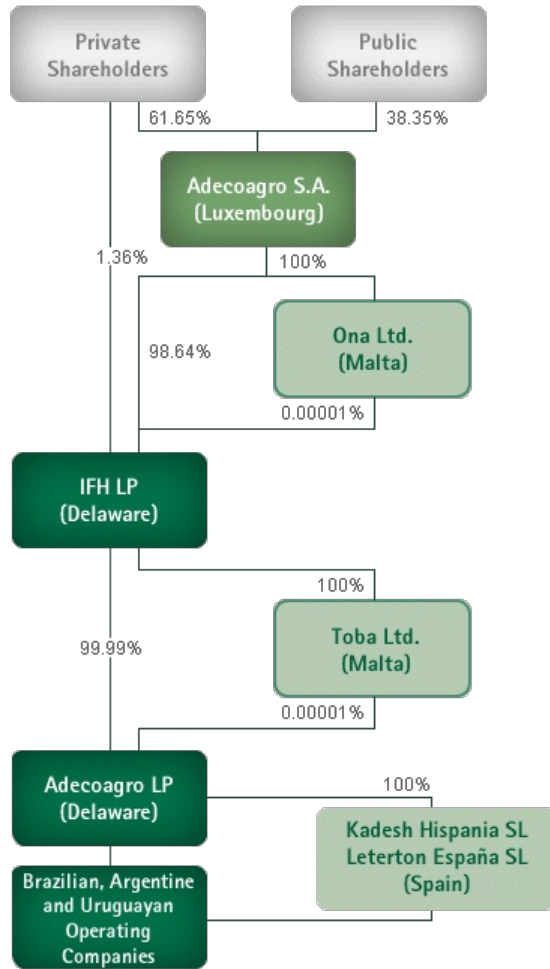 Private
Shareholders
Public
Shareholders
61.65%
38.35%
Adecoagro S.A.
(Luxembourg)
1.36%
100%
Ona Ltd.
(Malta)
98.64%
0.00001%
IFH LP
(Delaware)
100%
Toba Ltd.
(Malta)
99.99%
0.00001%
Adecoagro LP
(Delaware)
100%
Kadesh Hispania SL
Leterton España SL
(Spain)
Brazilian, Argentine
and Uruguayan
Operating
Companies